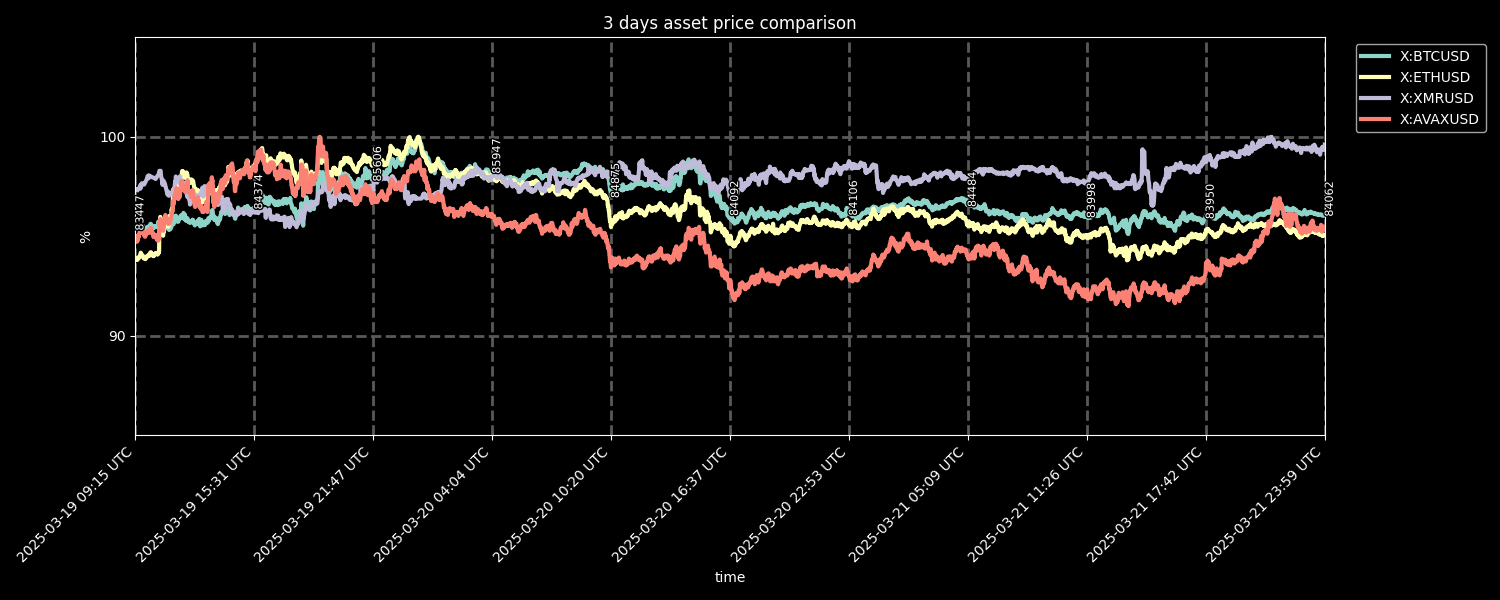 3 days asset price comparison
X:BTCUSD
X:ETHUSD
X:XMRUSD
X:AVAXUSD
100
90
%
83447
84374
85606
85947
84875
84092
84106
84484
83998
83950
84062
2025-03-19 09:15 UTC
2025-03-19 15:31 UTC
2025-03-19 21:47 UTC
2025-03-20 04:04 UTC
2025-03-20 10:20 UTC
2025-03-20 16:37 UTC
2025-03-20 22:53 UTC
2025-03-21 05:09 UTC
2025-03-21 11:26 UTC
2025-03-21 17:42 UTC
2025-03-21 23:59 UTC
time